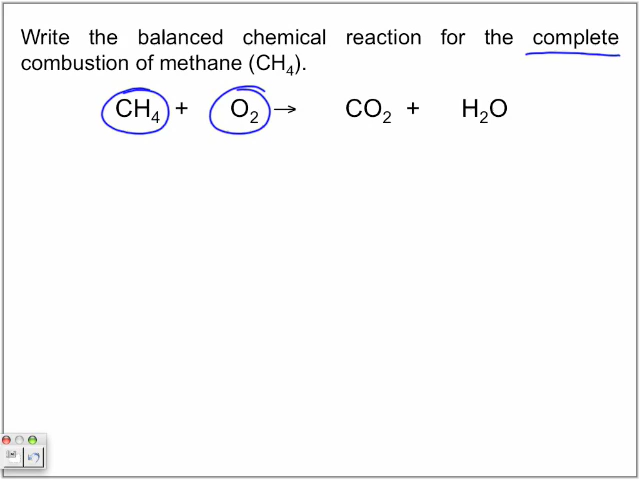 Write the balanced chemical reaction for the complete
combustion of methane (CH₄).
CH₄ + O₂ → CO₂ + H₂O